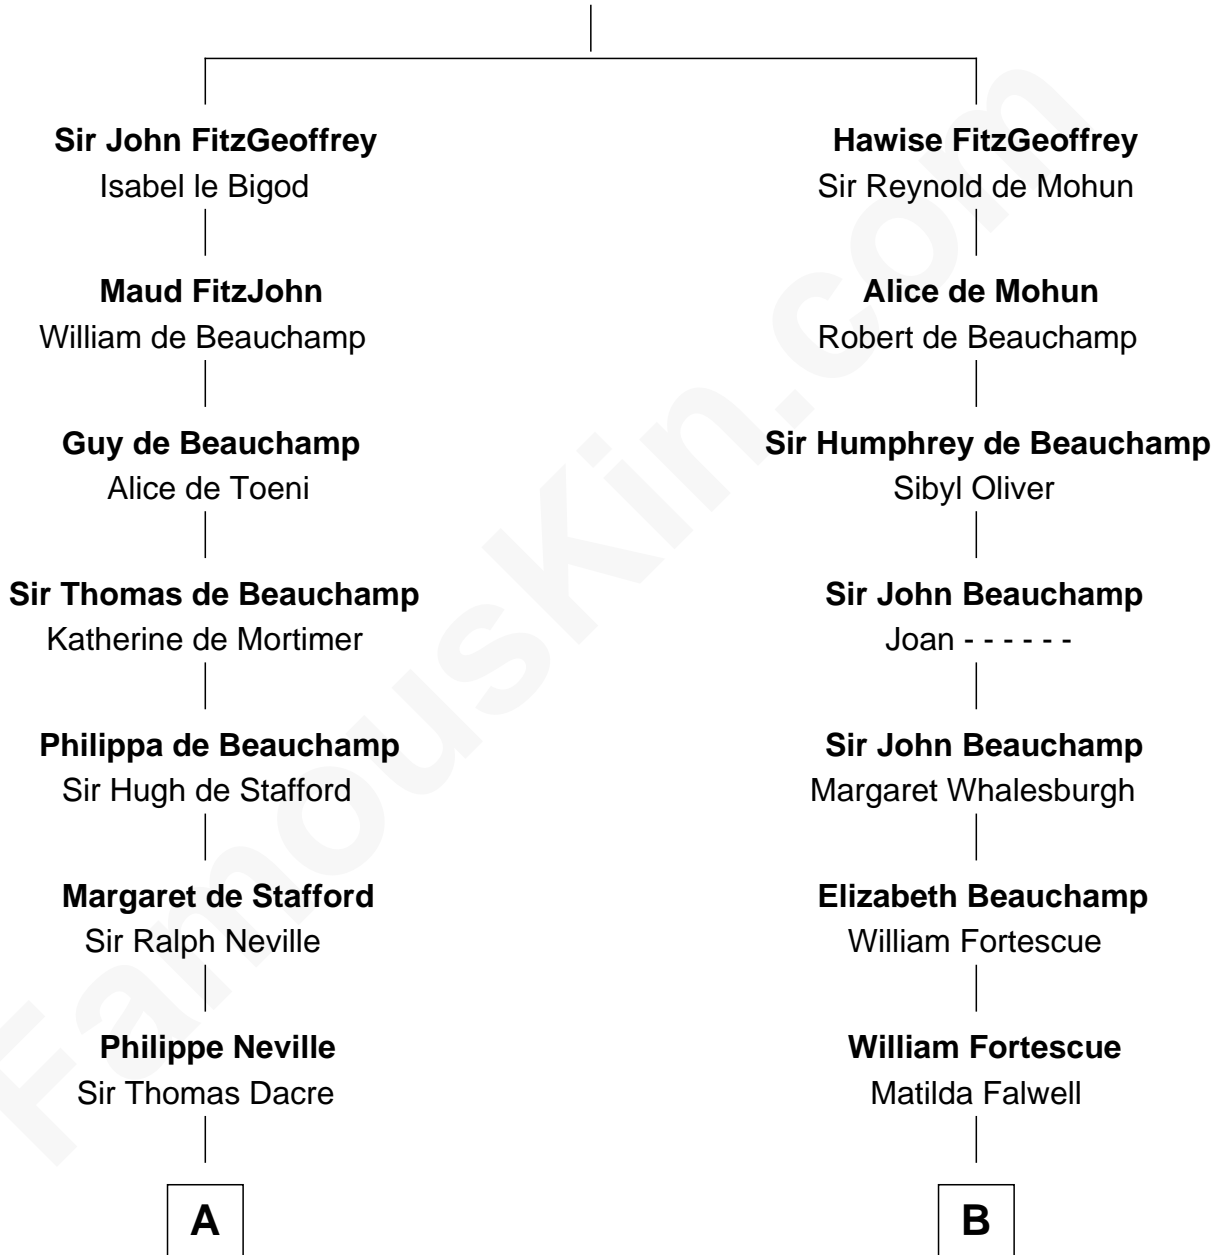 Sir John FitzGeoffrey
Isabel le Bigod
Maud FitzJohn
William de Beauchamp
Guy de Beauchamp
Alice de Toeni
Sir Thomas de Beauchamp
Katherine de Mortimer
Philippa de Beauchamp
Sir Hugh de Stafford
Margaret de Stafford
Sir Ralph Neville
Philippe Neville
Sir Thomas Dacre
A
Hawise FitzGeoffrey
Sir Reynold de Mohun
Alice de Mohun
Robert de Beauchamp
Sir Humphrey de Beauchamp
Sibyl Oliver
Sir John Beauchamp
Joan - - - - - -
Sir John Beauchamp
Margaret Whalesburgh
Elizabeth Beauchamp
William Fortescue
William Fortescue
Matilda Falwell
B
FamousKin.com